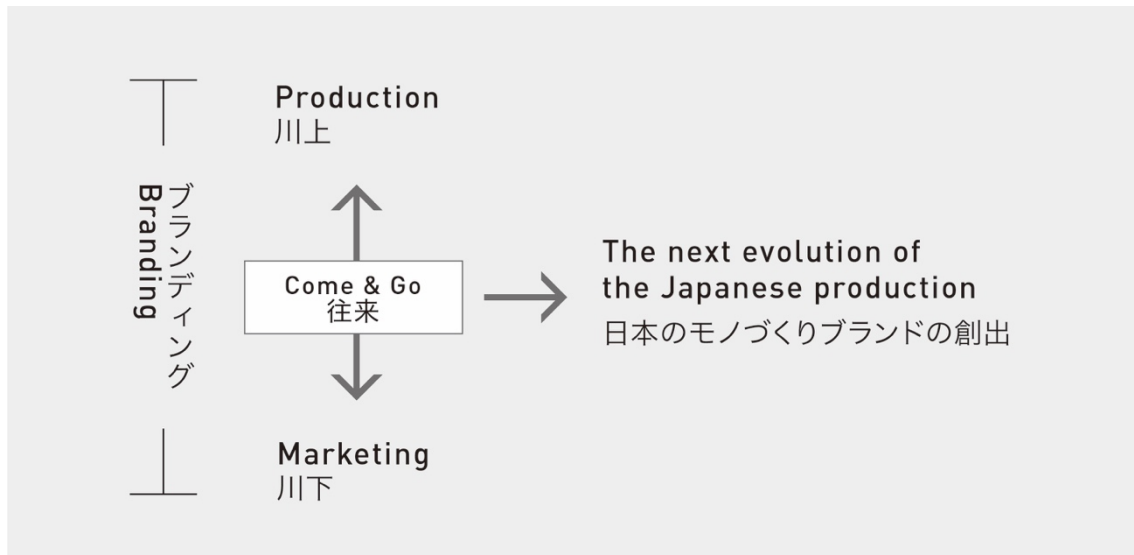 Production
川上
ブランディング
Branding
Come & Go
往来
The next evolution of
the Japanese production
日本のモノづくりブランドの創出
Marketing
川下